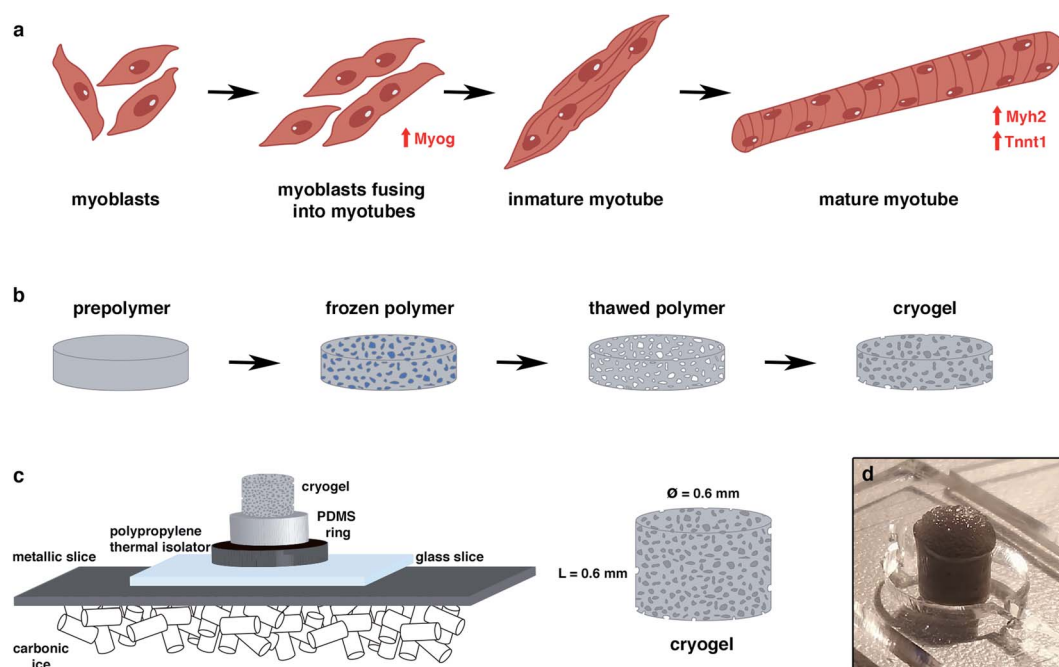 a
↑ Myog
↑ Myh2
↑ Tnnt1
myoblasts
myoblasts fusing
into myotubes
inmature myotube
mature myotube
b
prepolymer
frozen polymer
thawed polymer
cryogel
c
cryogel
PDMS
ring
polypropylene
thermal isolator
metallic slice
glass slice
carbonic
ice
Ø = 0.6 mm
L = 0.6 mm
cryogel
d